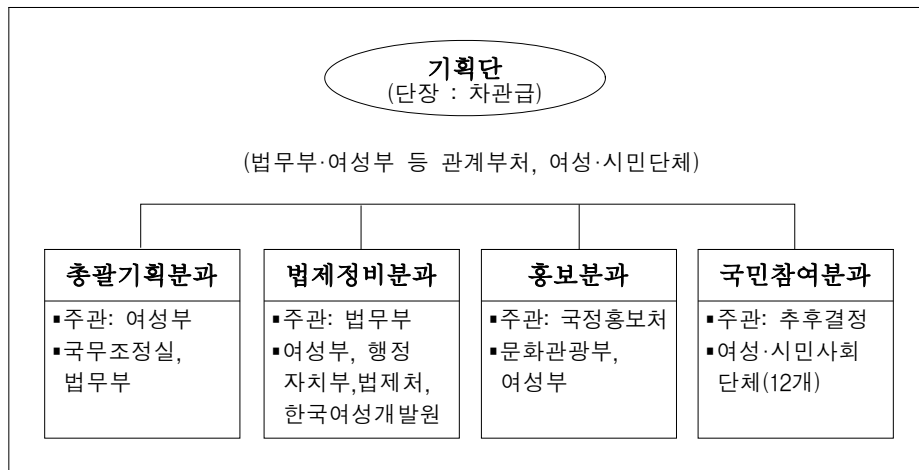 기획단
(단장 : 차관급)
(법무부·여성부 등 관계부처, 여성·시민단체)
총괄기획분과
▪주관: 여성부
▪국무조정실,
법무부
법제정비분과
▪주관: 법무부
▪여성부, 행정
자치부,법제처,
한국여성개발원
홍보분과
▪주관: 국정홍보처
▪문화관광부,
여성부
국민참여분과
▪주관: 추후결정
▪여성·시민사회
단체(12개)